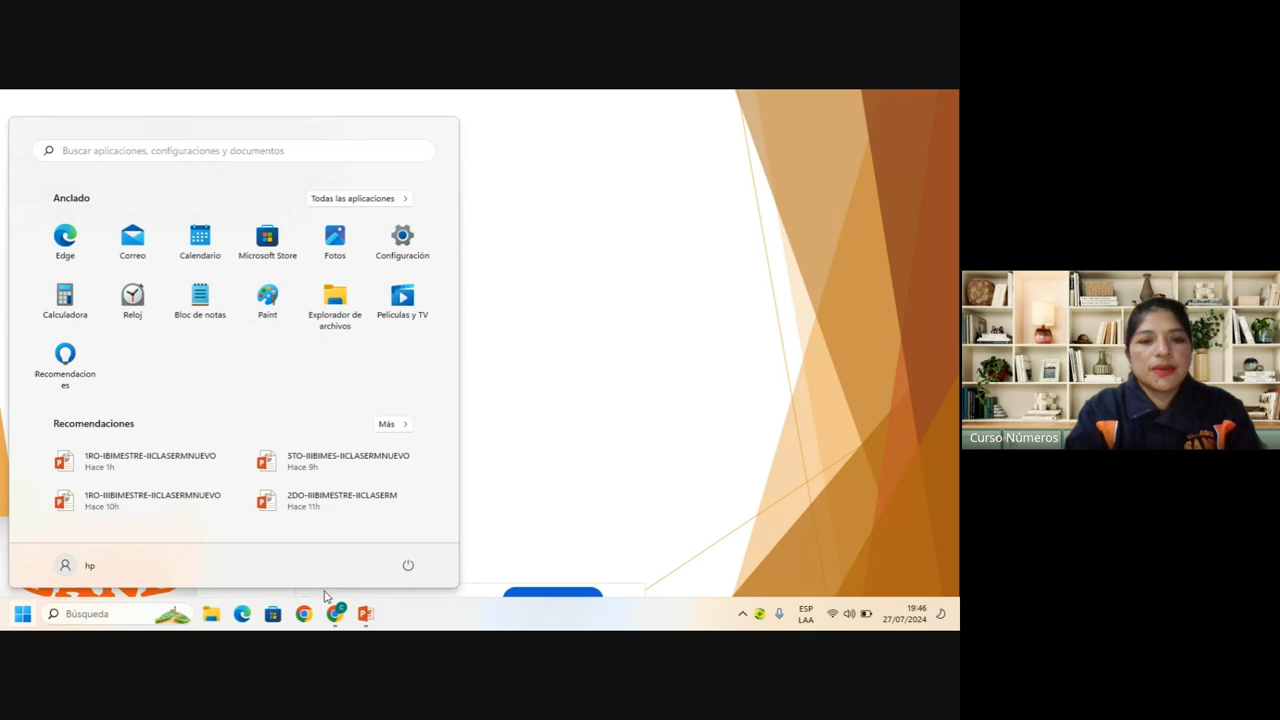 Buscar aplicaciones, configuraciones y documentos
Anclado
Todas las aplicaciones
Edge
Correo
Calendario
Microsoft Store
Fotos
Configuración
Calculadora
Reloj
Bloc de notas
Paint
Explorador de
archivos
Películas y TV
Recomendacion
es
Recomendaciones
Más
1RO-IBIMESTRE-IICLASERMNUEVO
Hace 1h
5TO-IIIBIMES-IICLASERMNUEVO
Hace 9h
1RO-IIIBIMESTRE-IICLASERMNUEVO
Hace 10h
2DO-IIIBIMESTRE-IICLASERM
Hace 11h
hp
Búsqueda
ESP
LAA
19:46
27/07/2024
Curso Números